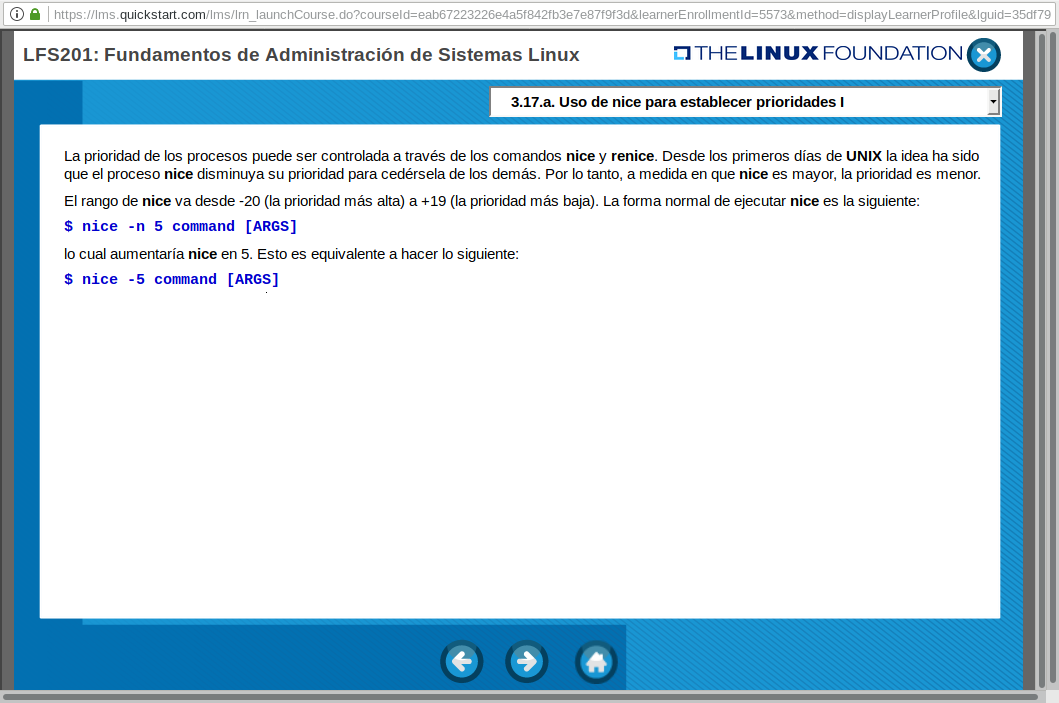 https://lms.quickstart.com/lms/lrn_launchCourse.do?courseId=eab67223226e4a5f842fb3e7e87f9f3d&learnerEnrollmentId=5573&method=displayLearnerProfile&lguid=35df79
LFS201: Fundamentos de Administración de Sistemas Linux
THE LINUX FOUNDATION
3.17.a. Uso de nice para establecer prioridades I
La prioridad de los procesos puede ser controlada a través de los comandos nice y renice. Desde los primeros días de UNIX la idea ha sido
que el proceso nice disminuya su prioridad para cedérsela de los demás. Por lo tanto, a medida en que nice es mayor, la prioridad es menor.
El rango de nice va desde -20 (la prioridad más alta) a +19 (la prioridad más baja). La forma normal de ejecutar nice es la siguiente:
$ nice -n 5 command [ARGS]
lo cual aumentaría nice en 5. Esto es equivalente a hacer lo siguiente:
$ nice -5 command [ARGS]